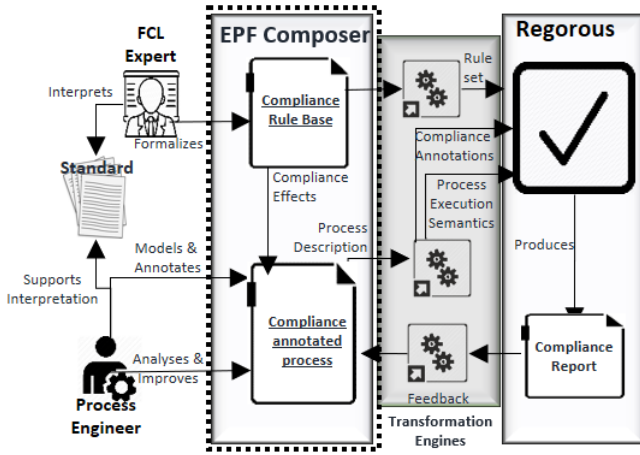 FCL
Expert
EPF Composer
Regorous
Interprets
Formalizes
Standard
Compliance
Rule Base
Rule
set
Compliance
Annotations
Compliance
Effects
Process
Execution
Semantics
Process
Description
Models &
Annotates
Supports
Interpretation
Produces
Compliance
annotated
process
Analyses &
Improves
Compliance
Report
Feedback
Process
Engineer
Transformation
Engines